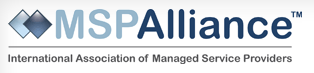 MSPAlliance™
International Association of Managed Service Providers